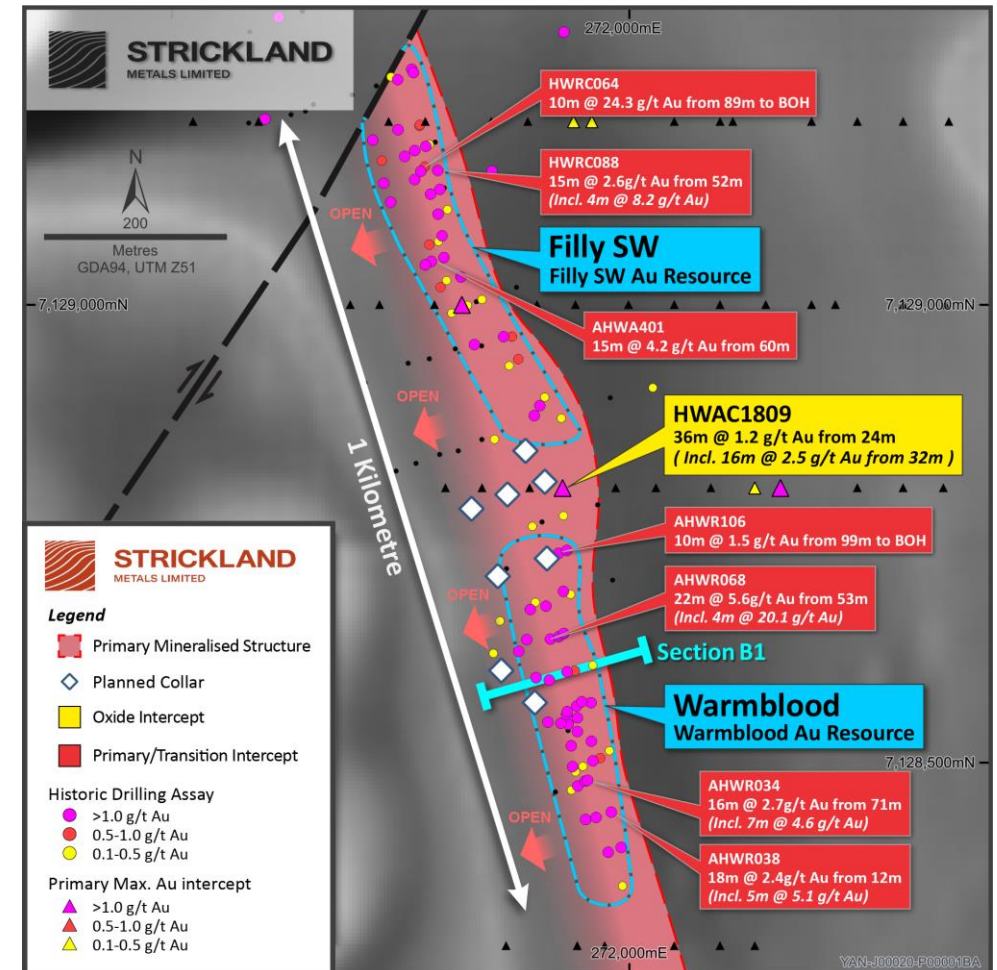 STRICKLAND
METALS LIMITED
272,000mE
HWRC064
10m @ 24.3 g/t Au from 89m to BOH
N
200
Metres
GDA94, UTM Z51
HWRC088
15m @ 2.6g/t Au from 52m
(Incl. 4m @ 8.2 g/t Au)
OPEN
Filly SW
Filly SW Au Resource
7,129,000mN
7,129,000mN
AHWA401
15m @ 4.2 g/t Au from 60m
OPEN
HWAC1809
36m @ 1.2 g/t Au from 24m
( Incl. 16m @ 2.5 g/t Au from 32m )
1 Kilometre
AHWR106
10m @ 1.5 g/t Au from 99m to BOH
AHWR068
22m @ 5.6g/t Au from 53m
(Incl. 4m @ 20.1 g/t Au)
OPEN
Section B1
Warmblood
Warmblood Au Resource
7,128,500mN
AHWR034
16m @ 2.7g/t Au from 71m
(Incl. 7m @ 4.6 g/t Au)
OPEN
AHWR038
18m @ 2.4g/t Au from 12m
(Incl. 5m @ 5.1 g/t Au)
272,000mE
YAN-J00020-P00001BA
STRICKLAND
METALS LIMITED
Legend
Primary Mineralised Structure
Planned Collar
Oxide Intercept
Primary/Transition Intercept
Historic Drilling Assay
>1.0 g/t Au
0.5-1.0 g/t Au
0.1-0.5 g/t Au
Primary Max. Au intercept
>1.0 g/t Au
0.5-1.0 g/t Au
0.1-0.5 g/t Au